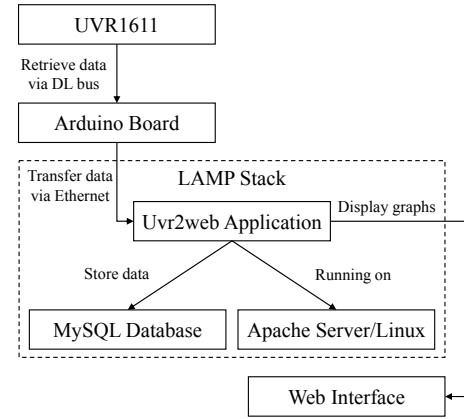 UVR1611
Retrieve data
via DL bus
Arduino Board
LAMP Stack
Transfer data
via Ethernet
Uvr2web Application
Display graphs
Store data
Running on
MySQL Database
Apache Server/Linux
Web Interface